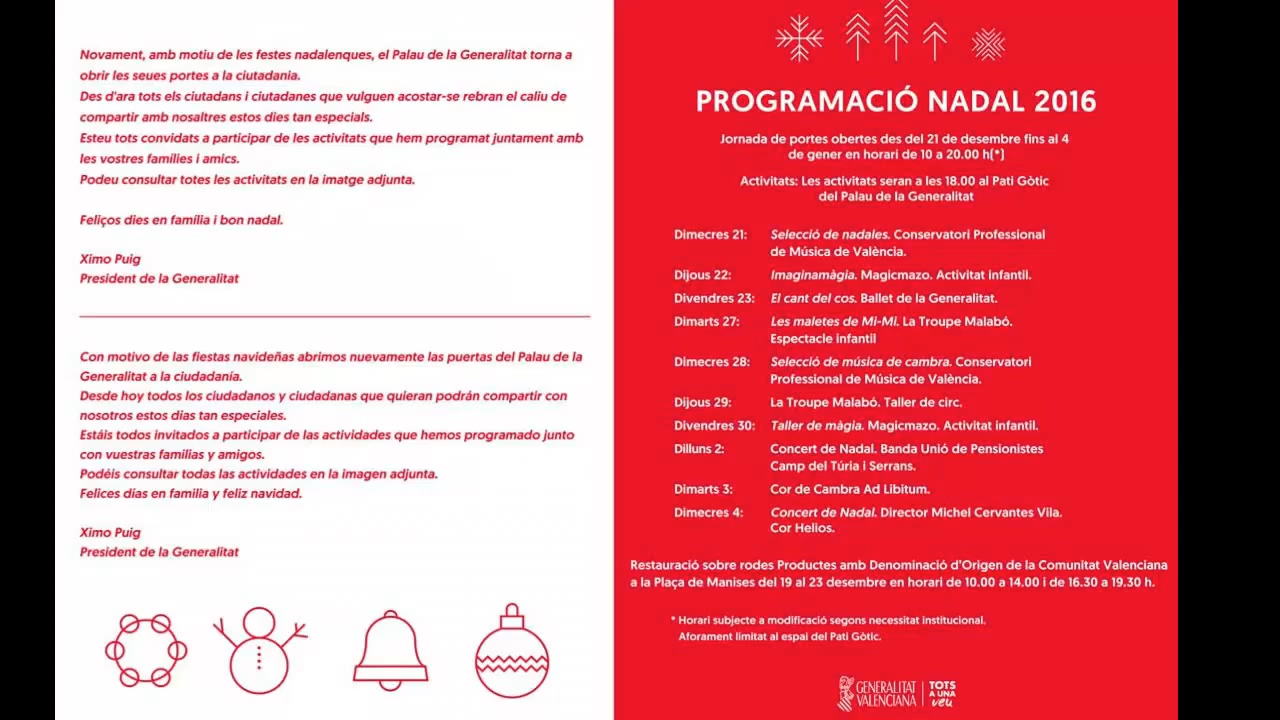 Novament, amb motiu de les festes nadalenques, el Palau de la Generalitat torna a
obrir les seues portes a la ciutadania.
Des d'ara tots els ciutadans i ciutadanes que vulguen acostar-se rebran el caliu de
compartir amb nosaltres estos dies tan especials.
Esteu tots convidats a participar de les activitats que hem programat juntament amb
les vostres famílies i amics.
Podeu consultar totes les activitats en la imatge adjunta.
Feliços dies en família i bon nadal.
Ximo Puig
President de la Generalitat
Con motivo de las fiestas navideñas abrimos nuevamente las puertas del Palau de la
Generalitat a la ciudadanía.
Desde hoy todos los ciudadanos y ciudadanas que quieran podrán compartir con
nosotros estos días tan especiales.
Estáis todos invitados a participar de las actividades que hemos programado junto
con vuestras familias y amigos.
Podéis consultar todas las actividades en la imagen adjunta.
Felices días en familia y feliz navidad.
Ximo Puig
President de la Generalitat
PROGRAMACIÓ NADAL 2016
Jornada de portes obertes des del 21 de desembre fins al 4
de gener en horari de 10 a 20.00 h(*)
Activitats: Les activitats seran a les 18.00 al Pati Gòtic
del Palau de la Generalitat
Dimecres 21: Selecció de nadales. Conservatori Professional
de Música de València.
Dijous 22: Imaginamàgia. Magicmazo. Activitat infantil.
Divendres 23: El cant del cos. Ballet de la Generalitat.
Dimarts 27: Les maletes de Mi-Mi. La Troupe Malabó.
Espectacle infantil
Dimecres 28: Selecció de música de cambra. Conservatori
Professional de Música de València.
Dijous 29: La Troupe Malabó. Taller de circ.
Divendres 30: Taller de màgia. Magicmazo. Activitat infantil.
Dilluns 2: Concert de Nadal. Banda Unió de Pensionistes
Camp del Túria i Serrans.
Dimarts 3: Cor de Cambra Ad Libitum.
Dimecres 4: Concert de Nadal. Director Michel Cervantes Vila.
Cor Helios.
Restauració sobre rodes Productes amb Denominació d'Origen de la Comunitat Valenciana
a la Plaça de Manises del 19 al 23 desembre en horari de 10.00 a 14.00 i de 16.30 a 19.30 h.
* Horari subjecte a modificació segons necessitat institucional.
Aforament limitat al espai del Pati Gòtic.
GENERALITAT
VALENCIANA
TOTS
A UNA
veu